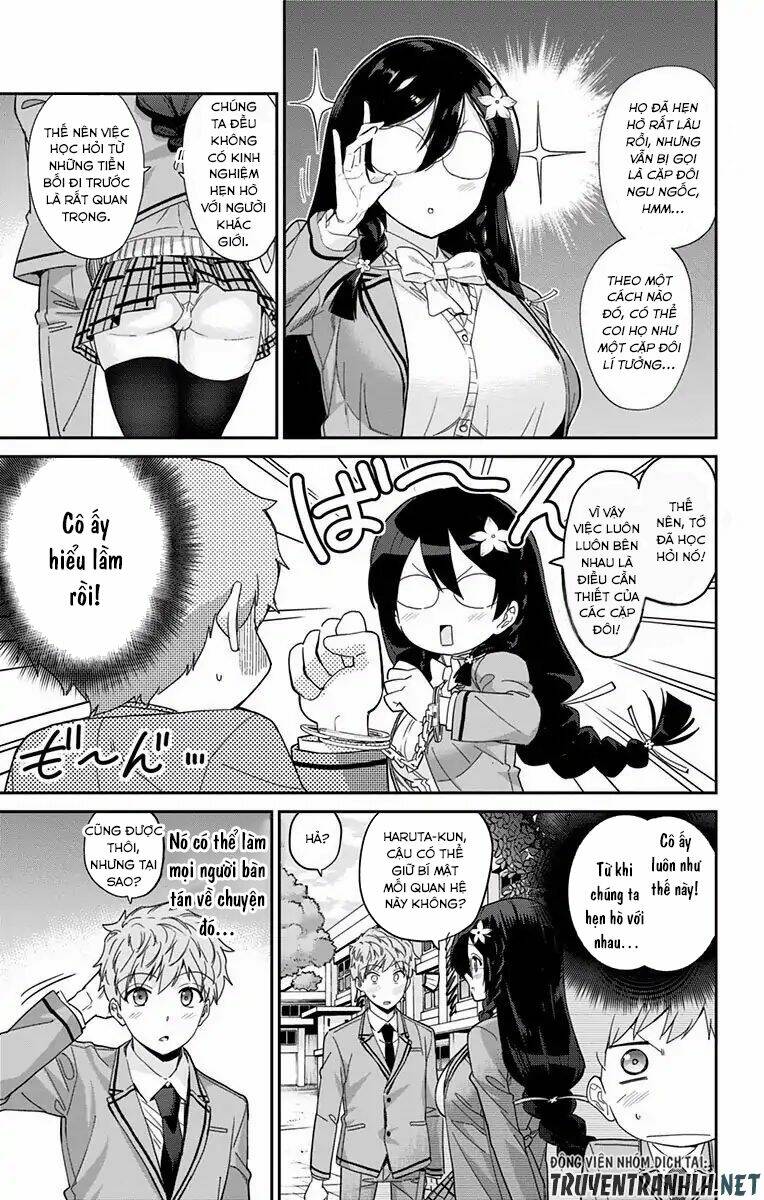 HỌ ĐÃ HẸN
HÒ RẤT LÂU
RỒI, NHƯNG
VẪN BỊ GỌI
LÀ CẶP ĐÔI
NGU NGỐC,
HMM...
THEO MỘT
CÁCH NÀO
ĐÓ, CÓ THỂ
COI HỌ NHƯ
MỘT CẶP ĐÔI
LÍ TƯỞNG.
CHÚNG
TA ĐỀU
KHÔNG
CÓ KINH
NGHIỆM
HẸN HÒ
VỚI NGƯỜI
KHÁC
GIỚI.
THẾ NÊN VIỆC
HỌC HỎI TỪ
NHỮNG TIỀN
BỐI ĐI TRƯỚC
LÀ RẤT QUAN
TRỌNG.
THẾ
NÊN, TỚ
ĐÃ HỌC
HỎI NÓ!
VÌ VẬY
VIỆC LUÔN
LUÔN BÊN
NHAU LÀ
ĐIỀU CẦN
THIẾT CỦA
CÁC CẶP
ĐÔI!
ば〜ん
Cô ấy
hiểu lầm
rồi!
ぎ〜ん...
Cô ấy
luôn như
thế này!
Từ khi
chúng ta
hẹn hò với
nhau...
HARUTA-KUN,
CẬU CÓ THỂ
GIỮ BÍ MẬT
MỐI QUAN HỆ
NÀY KHÔNG?
HẢ?
Nó có thể làm
mọi người bàn
tán về chuyện
đó...
CŨNG ĐƯỢC
THÔI,
NHƯNG TẠI
SAO?
ĐỘNG VIÊN NHÓM DỊCH TẠI:
TRUYENTRANHLH.NET